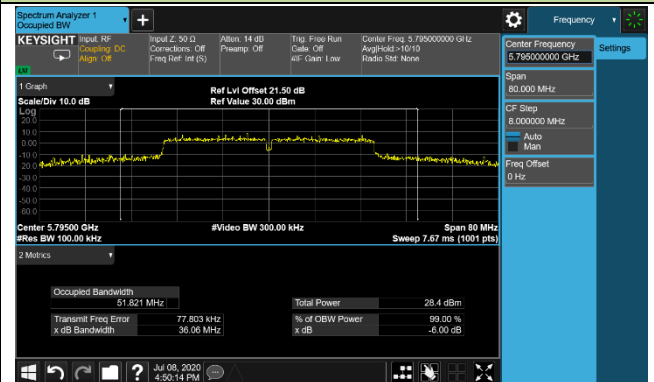 Spectrum Analyzer 1
Occupied BW
Frequency
KEYSIGHT
Input: RF
Coupling: DC
Align: Off
Input Z: 50 Ω
Corrections: Off
Freq Ref: Int (S)
Atten: 14 dB
Preamp: Off
Trig: Free Run
Gate: Off
#IF Gain: Low
Center Freq: 5.795000000 GHz
Avg|Hold:>10/10
Radio Std: None
LXI
Center Frequency
5.795000000 GHz
Settings
Span
80.000 MHz
CF Step
8.000000 MHz
Auto
Man
Freq Offset
0 Hz
1 Graph
Scale/Div 10.0 dB
Ref Lvl Offset 21.50 dB
Ref Value 30.00 dBm
Log
20.0
10.0
0.00
-10.0
-20.0
-30.0
-40.0
-50.0
-60.0
Center 5.79500 GHz
#Res BW 100.00 kHz
#Video BW 300.00 kHz
Span 80 MHz
Sweep 7.67 ms (1001 pts)
2 Metrics
Occupied Bandwidth
51.821 MHz
Total Power 28.4 dBm
Transmit Freq Error 77.803 kHz
% of OBW Power 99.00 %
x dB Bandwidth 36.06 MHz
x dB -6.00 dB
?
Jul 08, 2020
4:50:14 PM